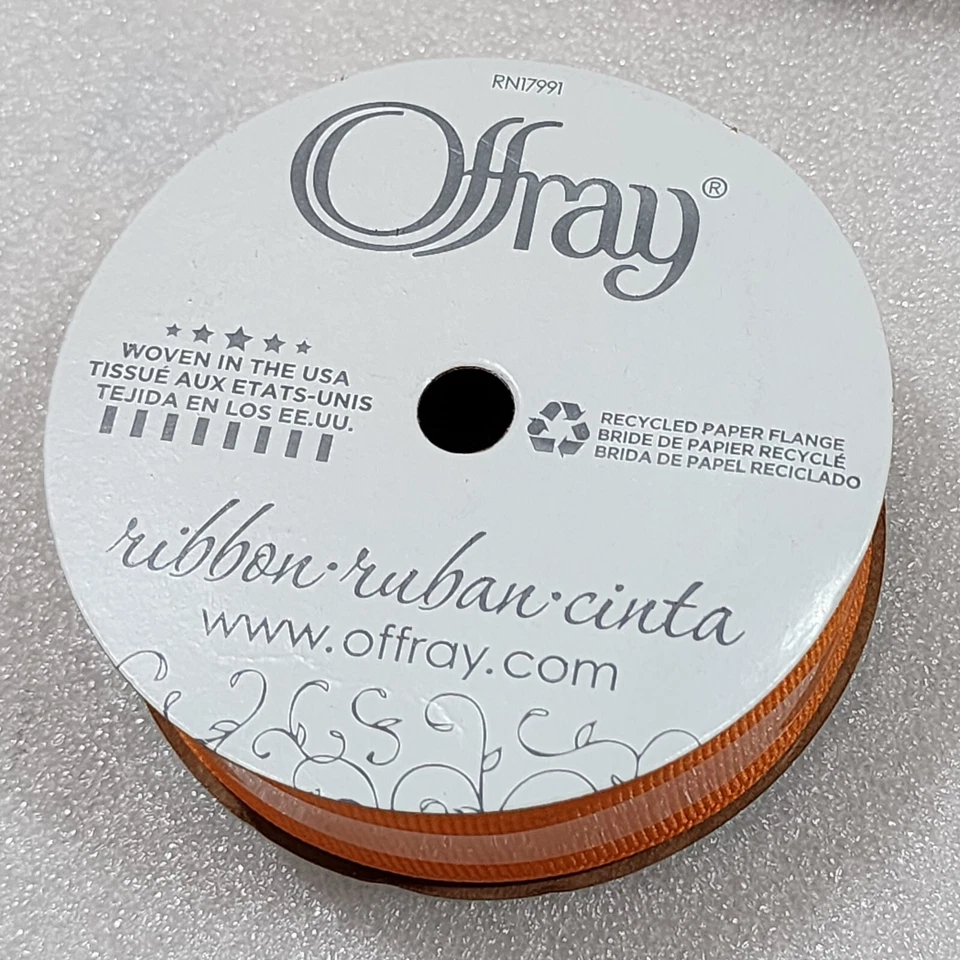 RN17991
Offray®
WOVEN IN THE USA
TISSUÉ AUX ETATS-UNIS
TEJIDA EN LOS EE.UU.
RECYCLED PAPER FLANGE
BRIDE DE PAPIER RECYCLÉ
BRIDA DE PAPEL RECICLADO
ribbon·ruban·cinta
www.offray.com